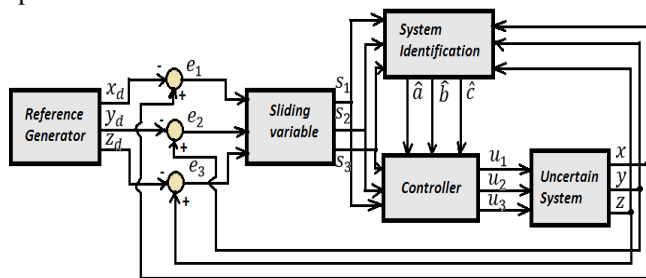 System
Identification
Reference
Generator
x_d
y_d
z_d
-
+
-
+
-
+
e_1
e_2
e_3
Sliding
variable
s_1
s_2
s_3
â
b̂
ĉ
Controller
u_1
u_2
u_3
Uncertain
System
x
y
z